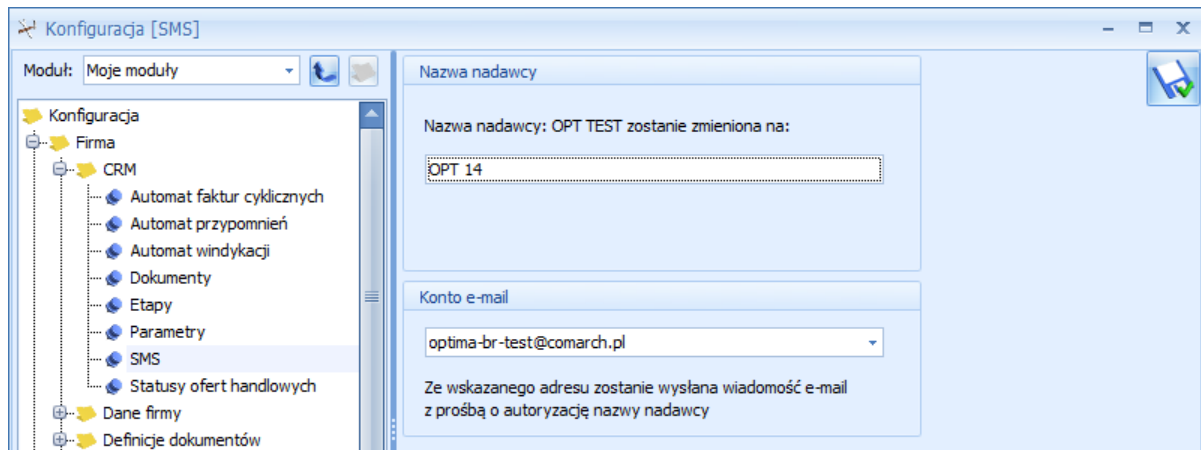 Konfiguracja [SMS]
Moduł: Moje moduły
Konfiguracja
Firma
CRM
Automat faktur cyklicznych
Automat przypomnień
Automat windykacji
Dokumenty
Etapy
Parametry
SMS
Statusy ofert handlowych
Dane firmy
Definicje dokumentów
Nazwa nadawcy
Nazwa nadawcy: OPT TEST zostanie zmieniona na:
OPT 14
Konto e-mail
optima-br-test@comarch.pl
Ze wskazanego adresu zostanie wysłana wiadomość e-mail
z prośbą o autoryzację nazwy nadawcy